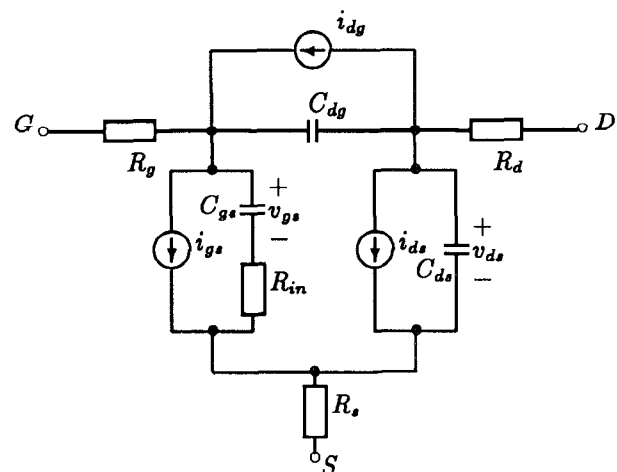 i_dg
C_dg
G
D
R_g
R_d
C_gs
+
v_gs
−
i_gs
R_in
i_ds
+
v_ds
−
C_ds
R_s
S